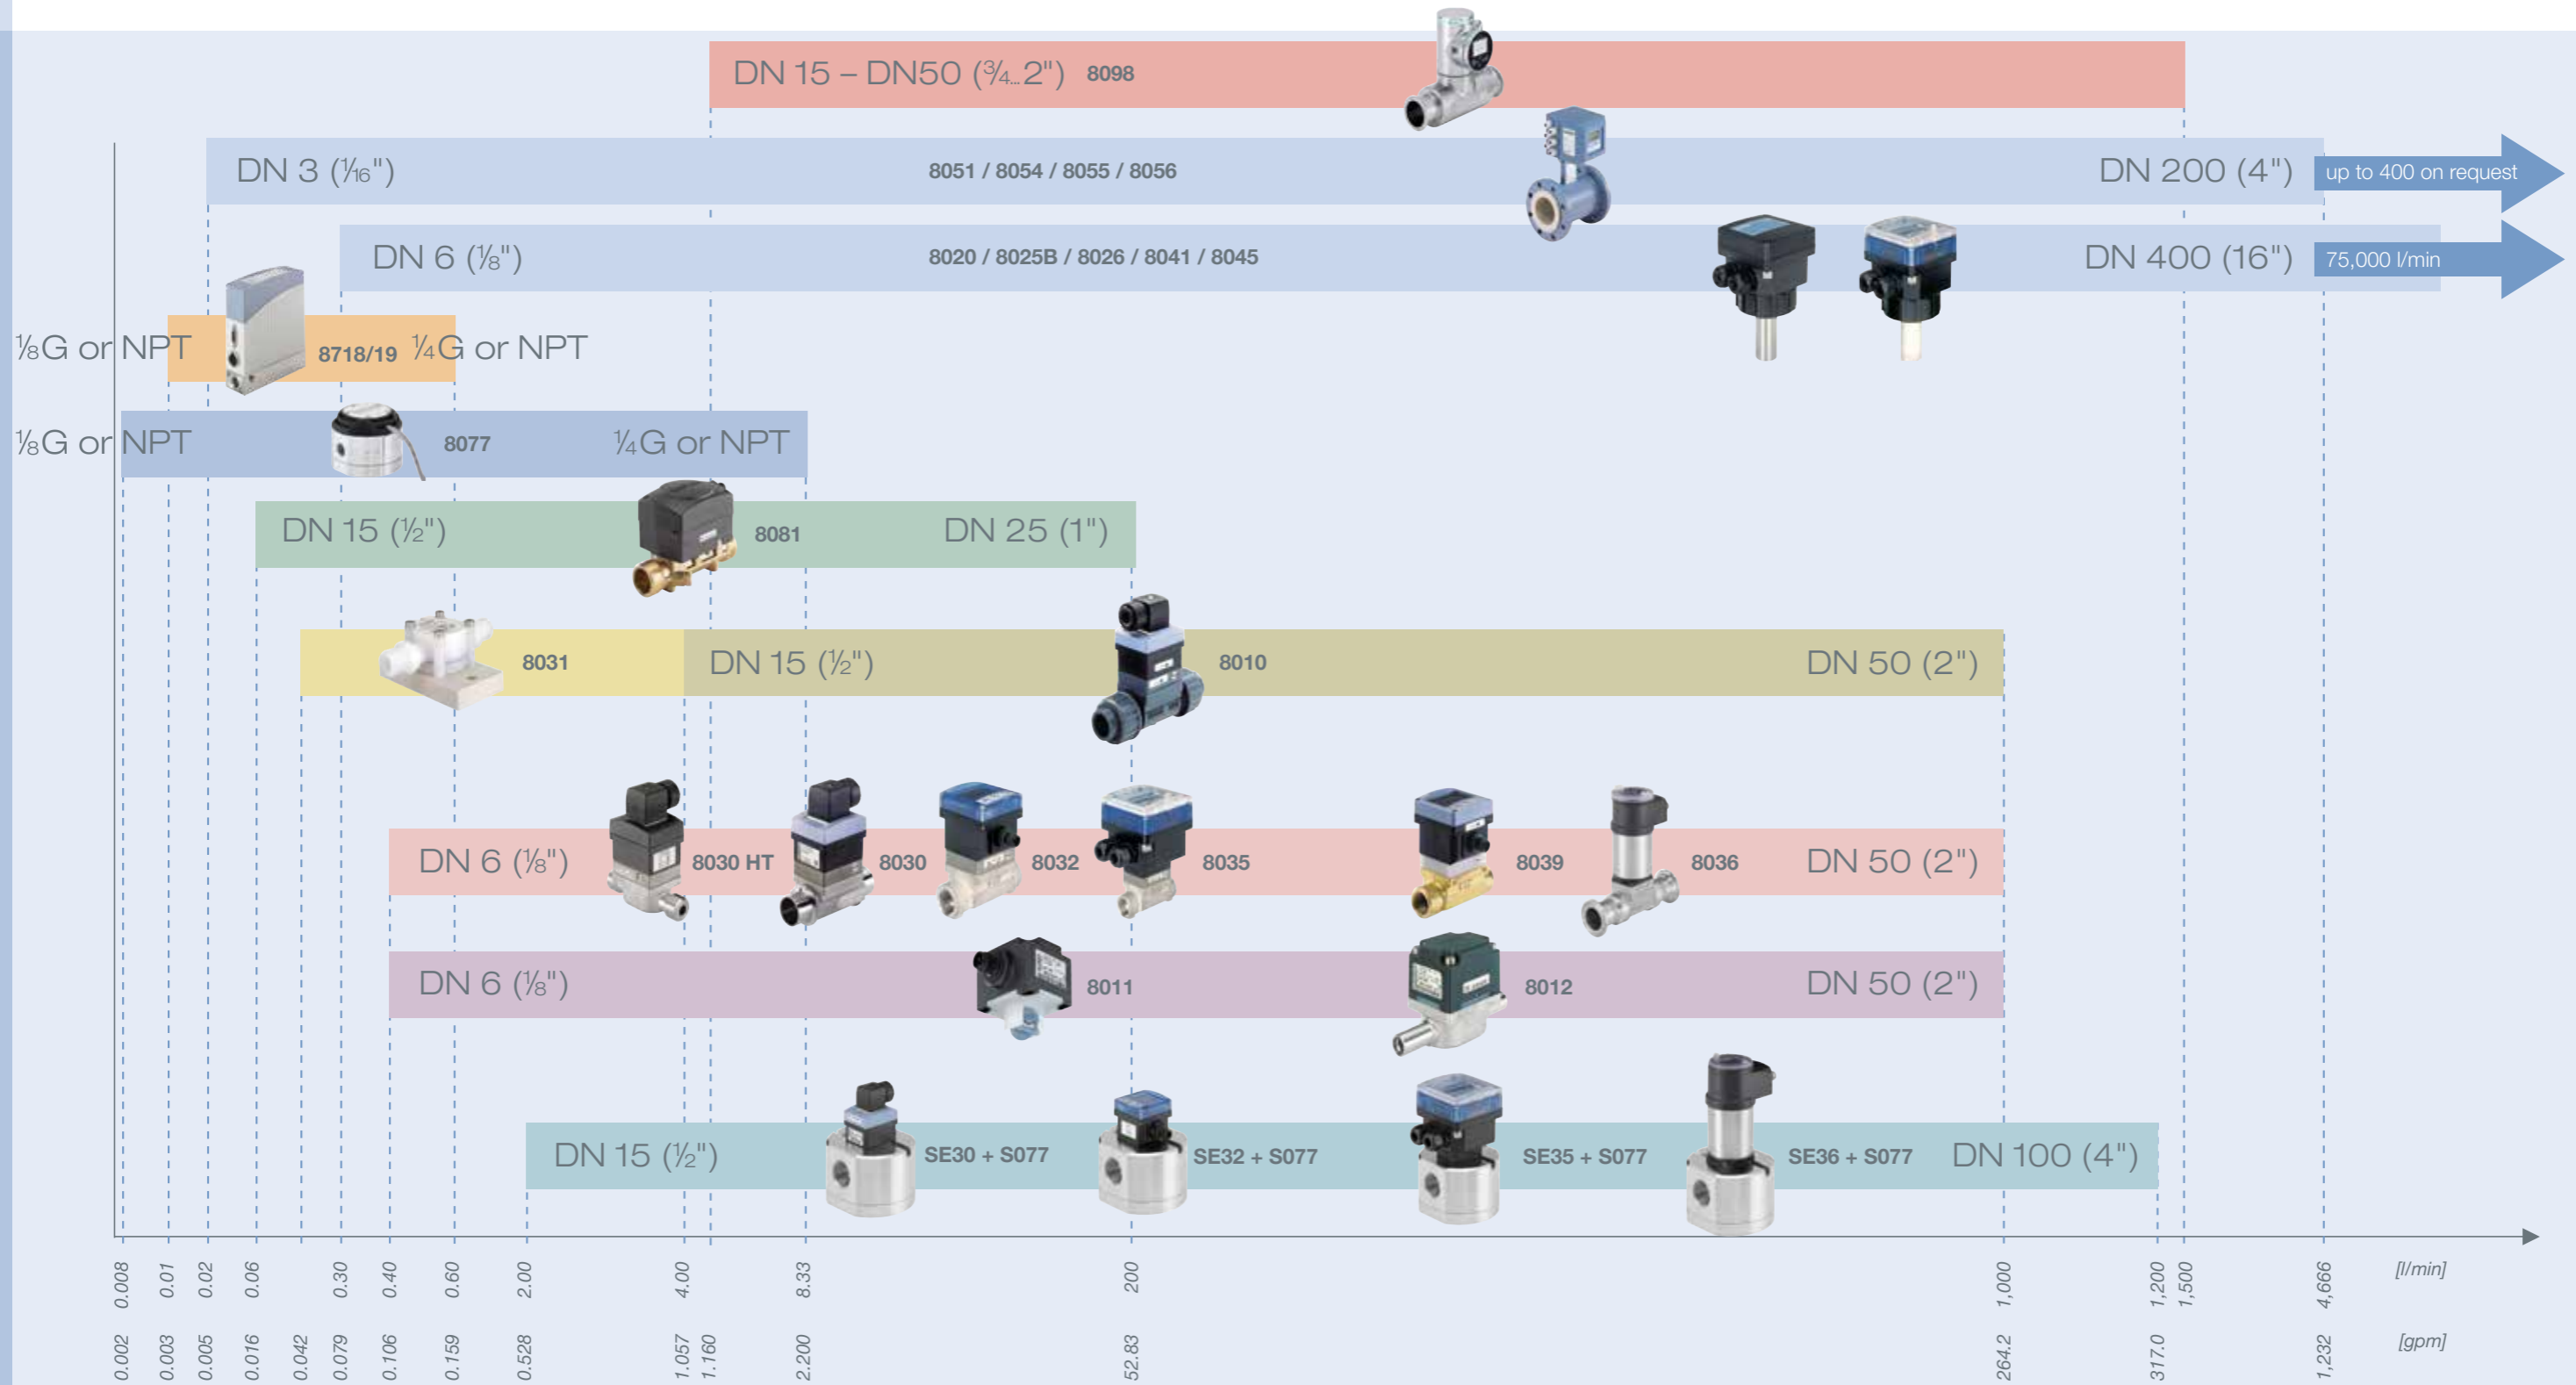 DN 15 – DN50 (¾...2") 8098
DN 3 (1/16") 8051 / 8054 / 8055 / 8056 DN 200 (4") up to 400 on request
DN 6 (⅛") 8020 / 8025B / 8026 / 8041 / 8045 DN 400 (16") 75,000 l/min
⅛G or NPT 8718/19 ¼G or NPT
⅛G or NPT 8077 ¼G or NPT
DN 15 (½") 8081 DN 25 (1")
8031 DN 15 (½") 8010 DN 50 (2")
DN 6 (⅛") 8030 HT 8030 8032 8035 8039 8036 DN 50 (2")
DN 6 (⅛") 8011 8012 DN 50 (2")
DN 15 (½") SE30 + S077 SE32 + S077 SE35 + S077 SE36 + S077 DN 100 (4")
0.008 0.01 0.02 0.06 0.30 0.40 0.60 2.00 4.00 8.33 200 1,000 1,200 1,500 4,666 [l/min]
0.002 0.003 0.005 0.016 0.042 0.079 0.106 0.159 0.528 1.057 1.160 2.200 52.83 264.2 317.0 1,232 [gpm]